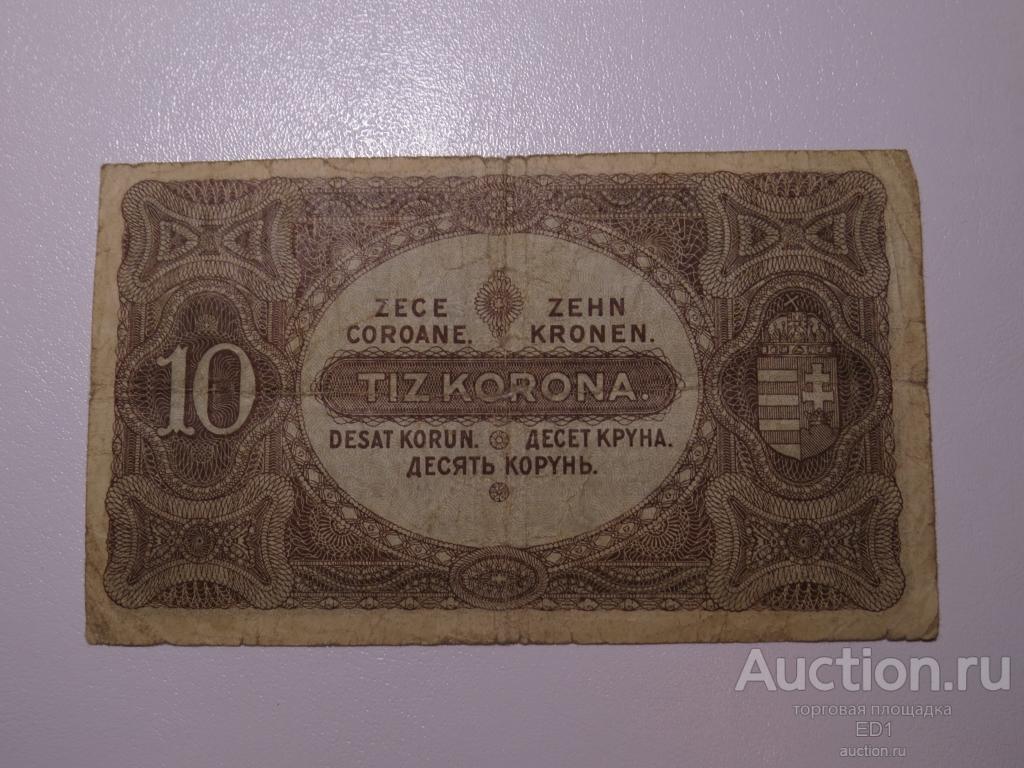 ZECE
COROANE.
ZEHN
KRONEN.
10
TIZ KORONA.
DESAT KORUN. ДЕСЕТ КРУНА.
ДЕСЯТЬ КОРУНЬ.
Auction.ru
торговая площадка
ED1
auction.ru